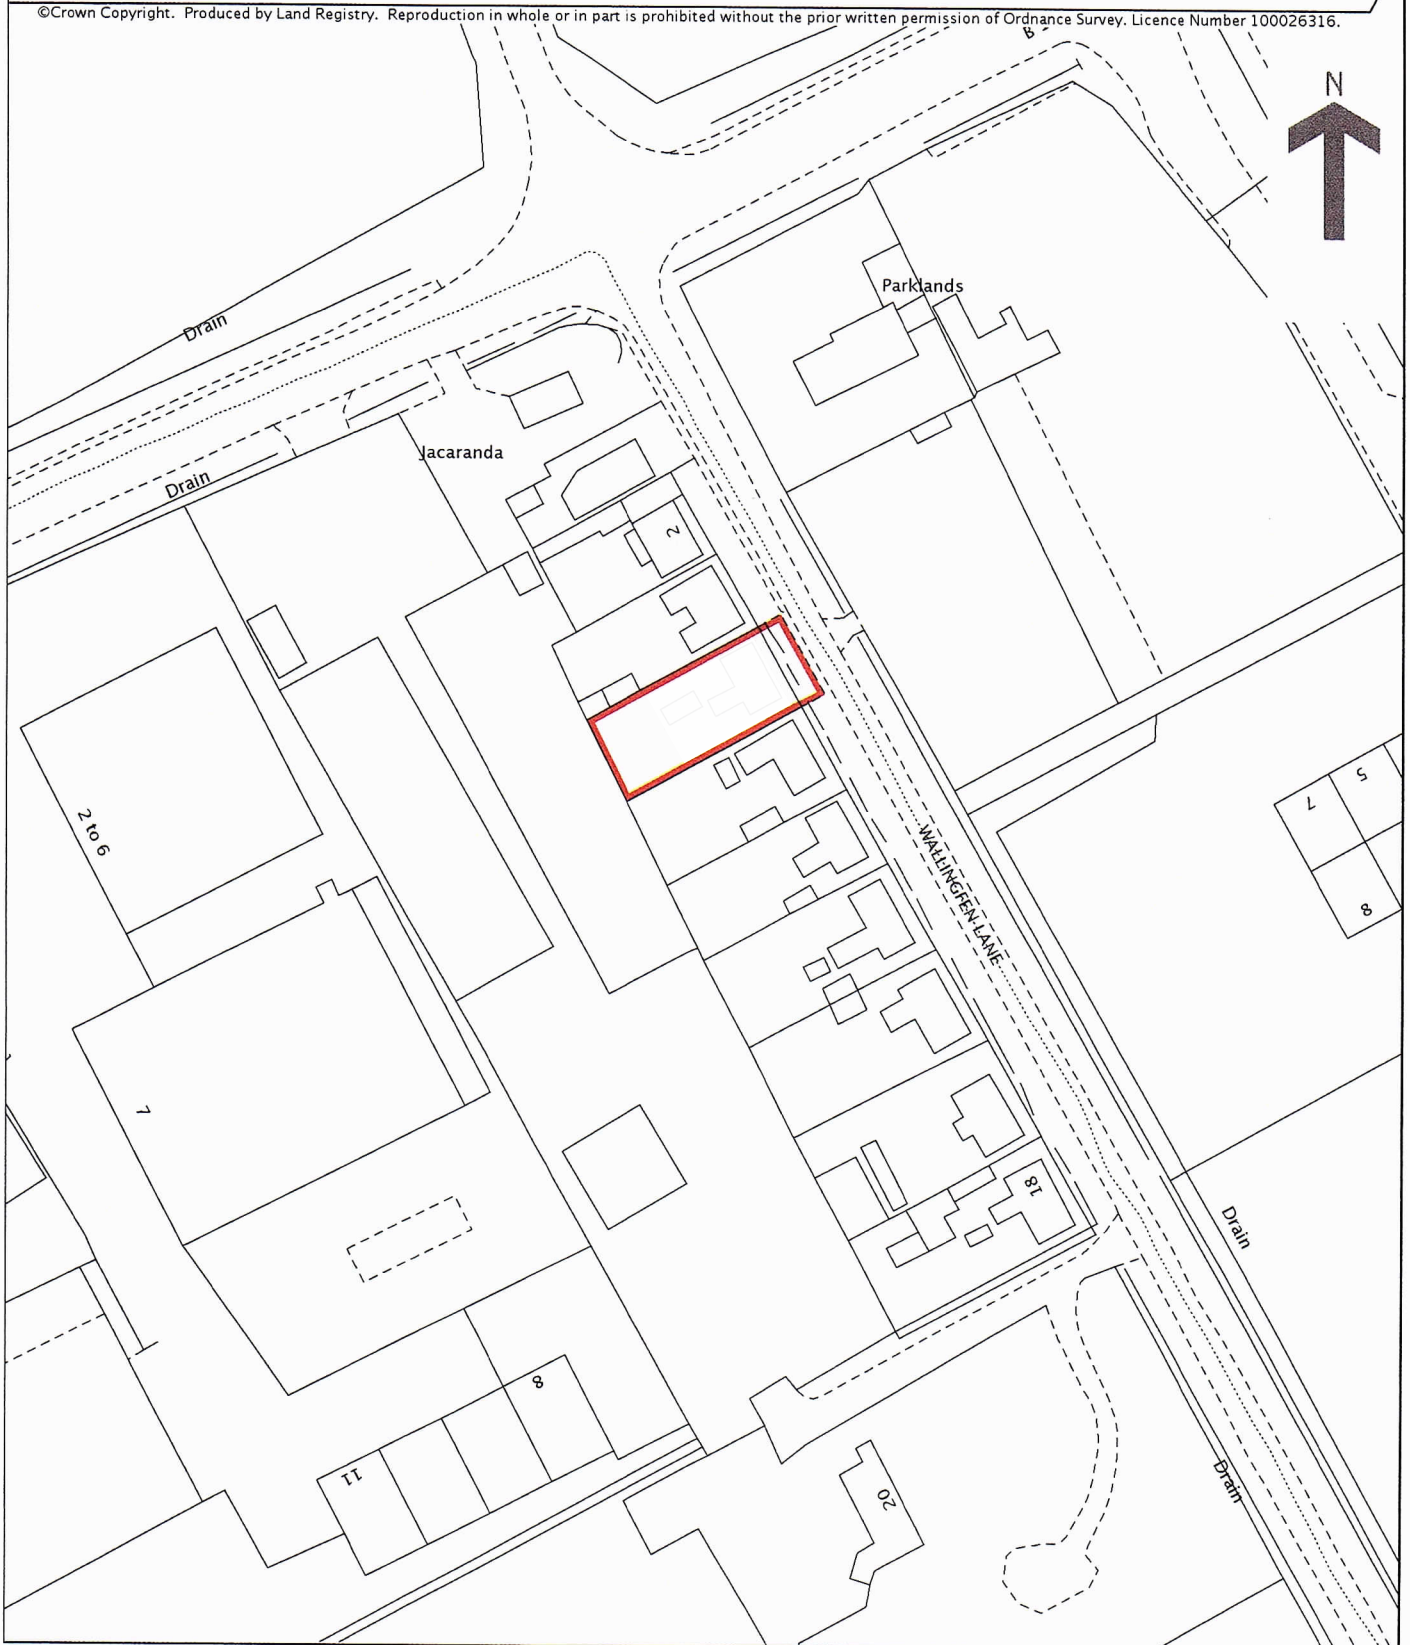 ©Crown Copyright. Produced by Land Registry. Reproduction in whole or in part is prohibited without the prior written permission of Ordnance Survey. Licence Number 100026316.
B
N
Parklands
Drain
Jacaranda
Drain
2
2 to 6
5
7
WALLINGFEN LANE
8
7
18
Drain
8
11
20
Drain